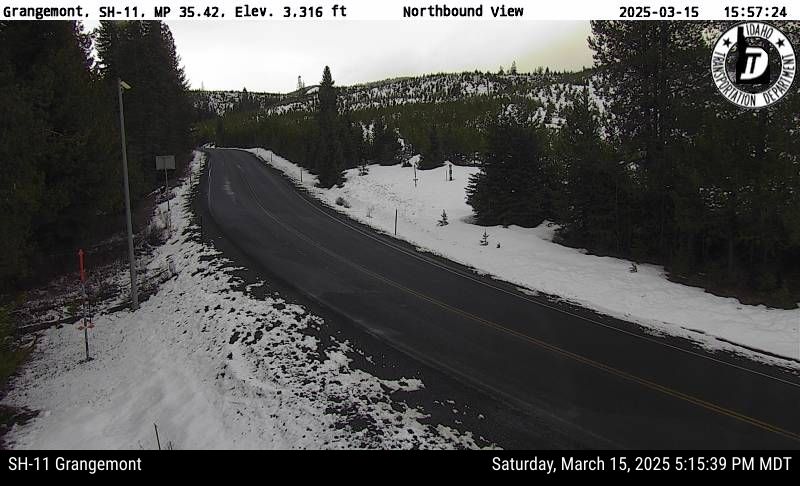 Grangemont, SH-11, MP 35.42, Elev. 3,316 ft Northbound View 2025-03-15 15:57:24
IDAHO TRANSPORTATION DEPARTMENT
SH-11 Grangemont Saturday, March 15, 2025 5:15:39 PM MDT